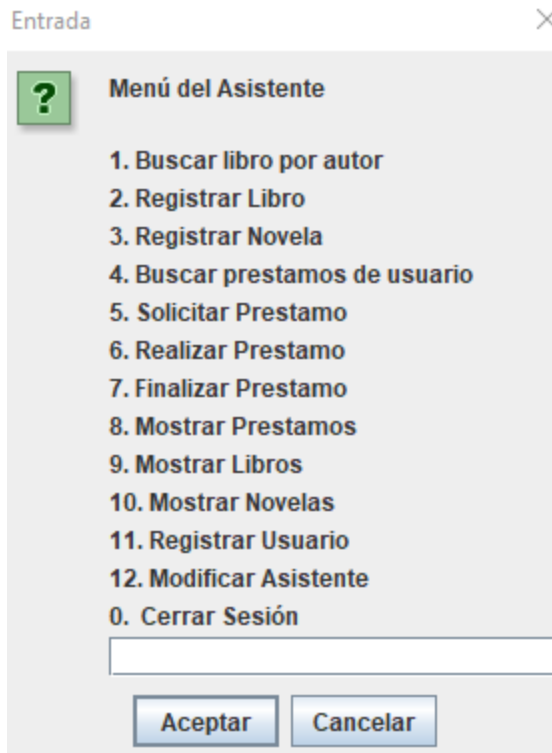 Entrada
Menú del Asistente
1. Buscar libro por autor
2. Registrar Libro
3. Registrar Novela
4. Buscar prestamos de usuario
5. Solicitar Prestamo
6. Realizar Prestamo
7. Finalizar Prestamo
8. Mostrar Prestamos
9. Mostrar Libros
10. Mostrar Novelas
11. Registrar Usuario
12. Modificar Asistente
0. Cerrar Sesión
Aceptar Cancelar